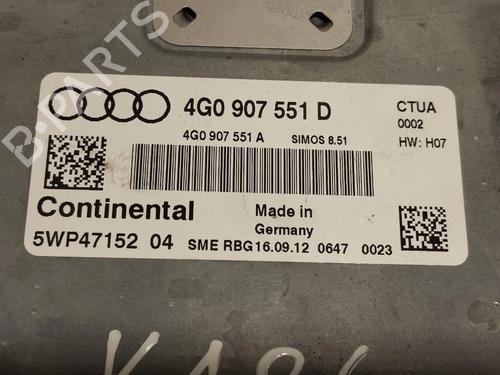 B-PARTS
4G0 907 551 D
CTUA
0002
4G0 907 551 A SIMOS 8.51
HW: H07
Continental
Made in
Germany
5WP47152 04
SME RBG16.09.12 0647 0023